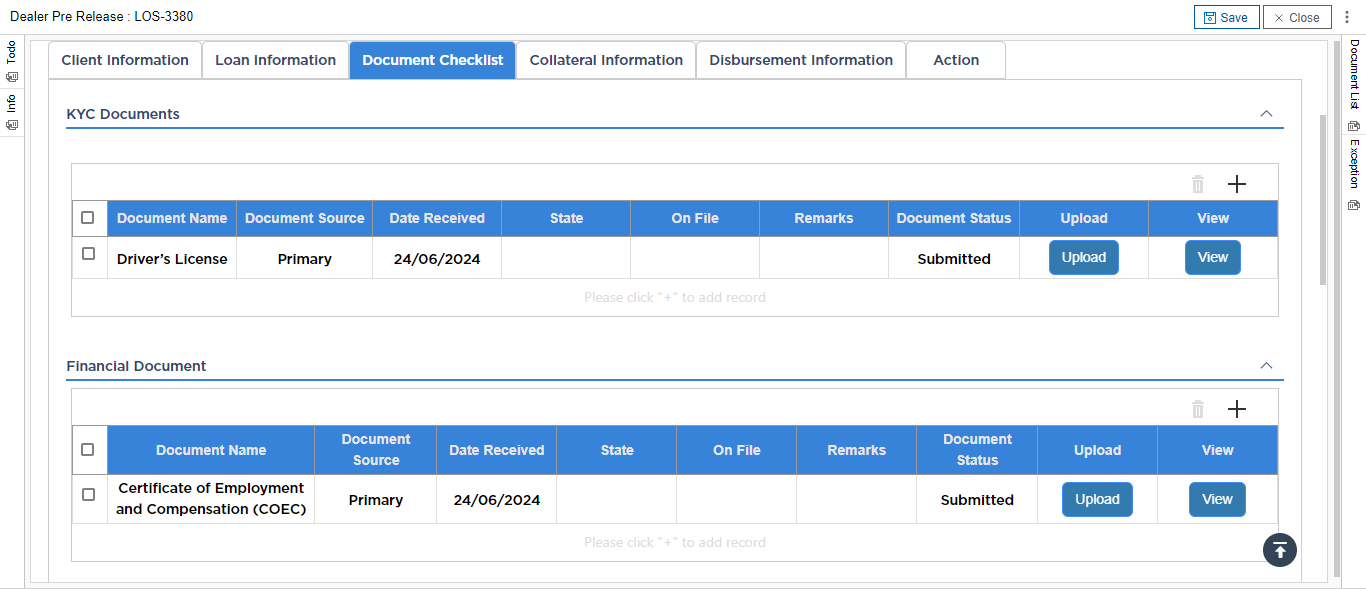 Dealer Pre Release : LOS-3380
Save
Close
Todo
Info
Client Information
Loan Information
Document Checklist
Collateral Information
Disbursement Information
Action
Document List
Exception
KYC Documents
Document Name Document Source Date Received State On File Remarks Document Status Upload View
Driver’s License Primary 24/06/2024 Submitted Upload View
Please click "+" to add record
Financial Document
Document Name Document Source Date Received State On File Remarks Document Status Upload View
Certificate of Employment and Compensation (COEC) Primary 24/06/2024 Submitted Upload View
Please click "+" to add record